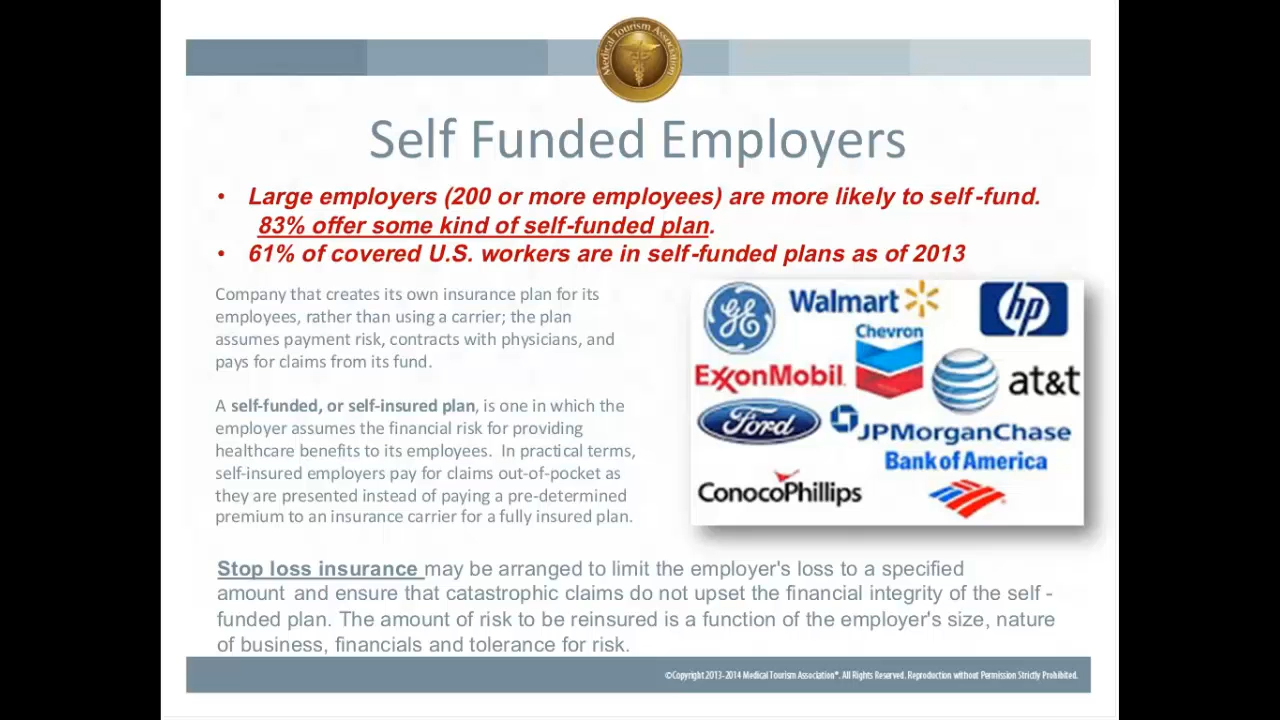 Medical Tourism Association
Self Funded Employers
• Large employers (200 or more employees) are more likely to self-fund.
83% offer some kind of self-funded plan.
• 61% of covered U.S. workers are in self-funded plans as of 2013
Company that creates its own insurance plan for its
employees, rather than using a carrier; the plan
assumes payment risk, contracts with physicians, and
pays for claims from its fund.
A self-funded, or self-insured plan, is one in which the
employer assumes the financial risk for providing
healthcare benefits to its employees. In practical terms,
self-insured employers pay for claims out-of-pocket as
they are presented instead of paying a pre-determined
premium to an insurance carrier for a fully insured plan.
GE
Walmart
hp
Chevron
ExxonMobil
at&t
Ford
JPMorganChase
Bank of America
ConocoPhillips
Stop loss insurance may be arranged to limit the employer's loss to a specified
amount and ensure that catastrophic claims do not upset the financial integrity of the self -
funded plan. The amount of risk to be reinsured is a function of the employer's size, nature
of business, financials and tolerance for risk.
©Copyright 2013-2014 Medical Tourism Association®. All Rights Reserved. Reproduction without Permission Strictly Prohibited.